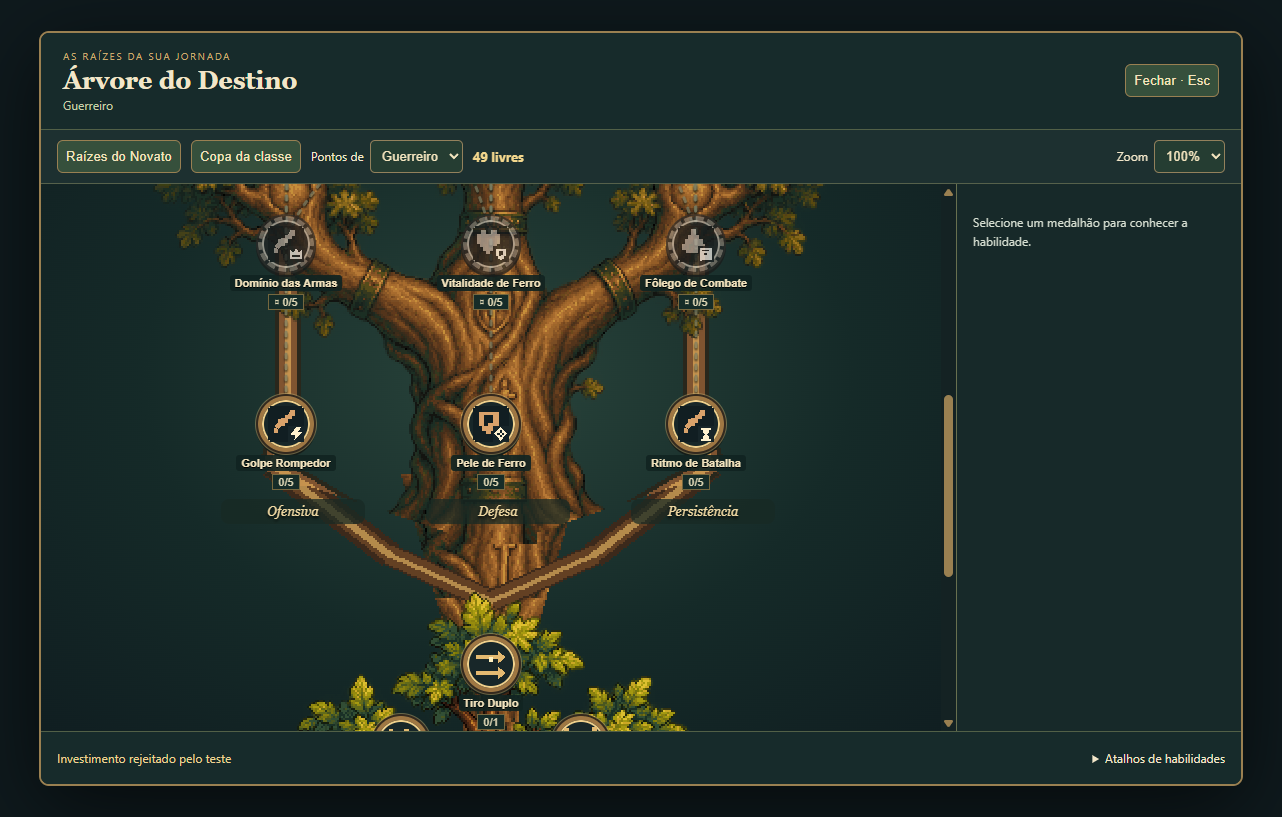 AS RAÍZES DA SUA JORNADA
Árvore do Destino
Guerreiro
Fechar · Esc
Raízes do Novato
Copa da classe
Pontos de
Guerreiro
49 livres
Zoom
100%
Selecione um medalhão para conhecer a
habilidade.
Domínio das Armas
Vitalidade de Ferro
Fôlego de Combate
0/5
0/5
0/5
Golpe Rompedor
Pele de Ferro
Ritmo de Batalha
0/5
0/5
0/5
Ofensiva
Defesa
Persistência
Tiro Duplo
0/1
Investimento rejeitado pelo teste
Atalhos de habilidades